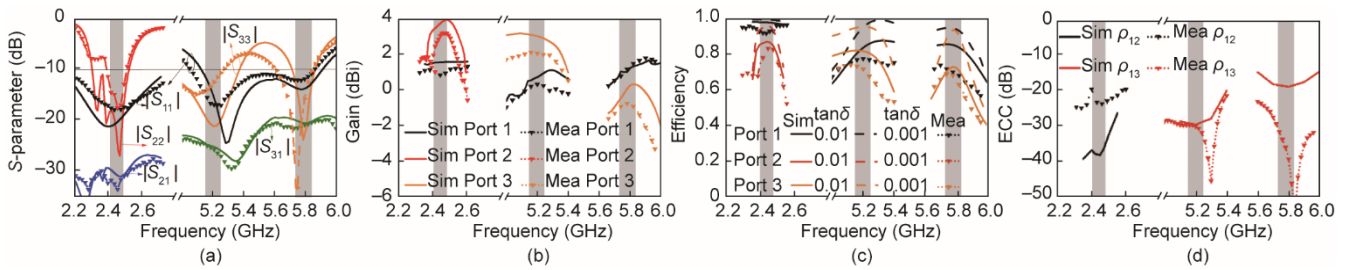 S-parameter (dB)
0
−10
−20
−30
|S33|
|S11|
|S22|
|S31|
|S21|
2.2 2.4 2.6 5.2 5.4 5.6 5.8 6.0
Frequency (GHz)
(a)
Gain (dBi)
4
2
0
−2
4
6
Sim Port 1 Mea Port 1
Sim Port 2 Mea Port 2
Sim Port 3 Mea Port 3
2.2 2.4 2.6 5.2 5.4 5.6 5.8 6.0
Frequency (GHz)
(b)
Efficiency
1.0
0.8
0.6
0.4
0.2
0
Sim tanδ tanδ Mea
Port 1 0.01 0.001
Port 2 0.01 0.001
Port 3 0.01 0.001
2.2 2.4 2.6 5.2 5.4 5.6 5.8 6.0
Frequency (GHz)
(c)
ECC (dB)
0
−10
−20
−30
−40
−50
Sim ρ12 Mea ρ12
Sim ρ13 Mea ρ13
2.2 2.4 2.6 5.2 5.4 5.6 5.8 6.0
Frequency (GHz)
(d)